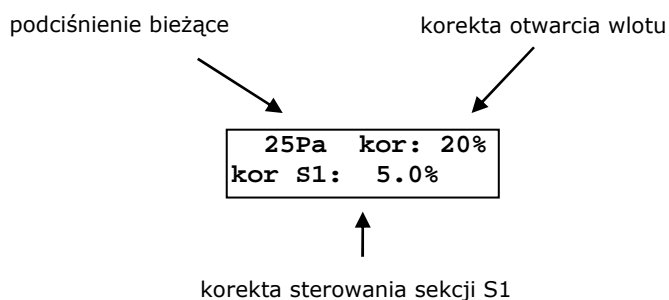 podciśnienie bieżące
korekta otwarcia wlotu
25Pa kor: 20%
kor S1: 5.0%
korekta sterowania sekcji S1